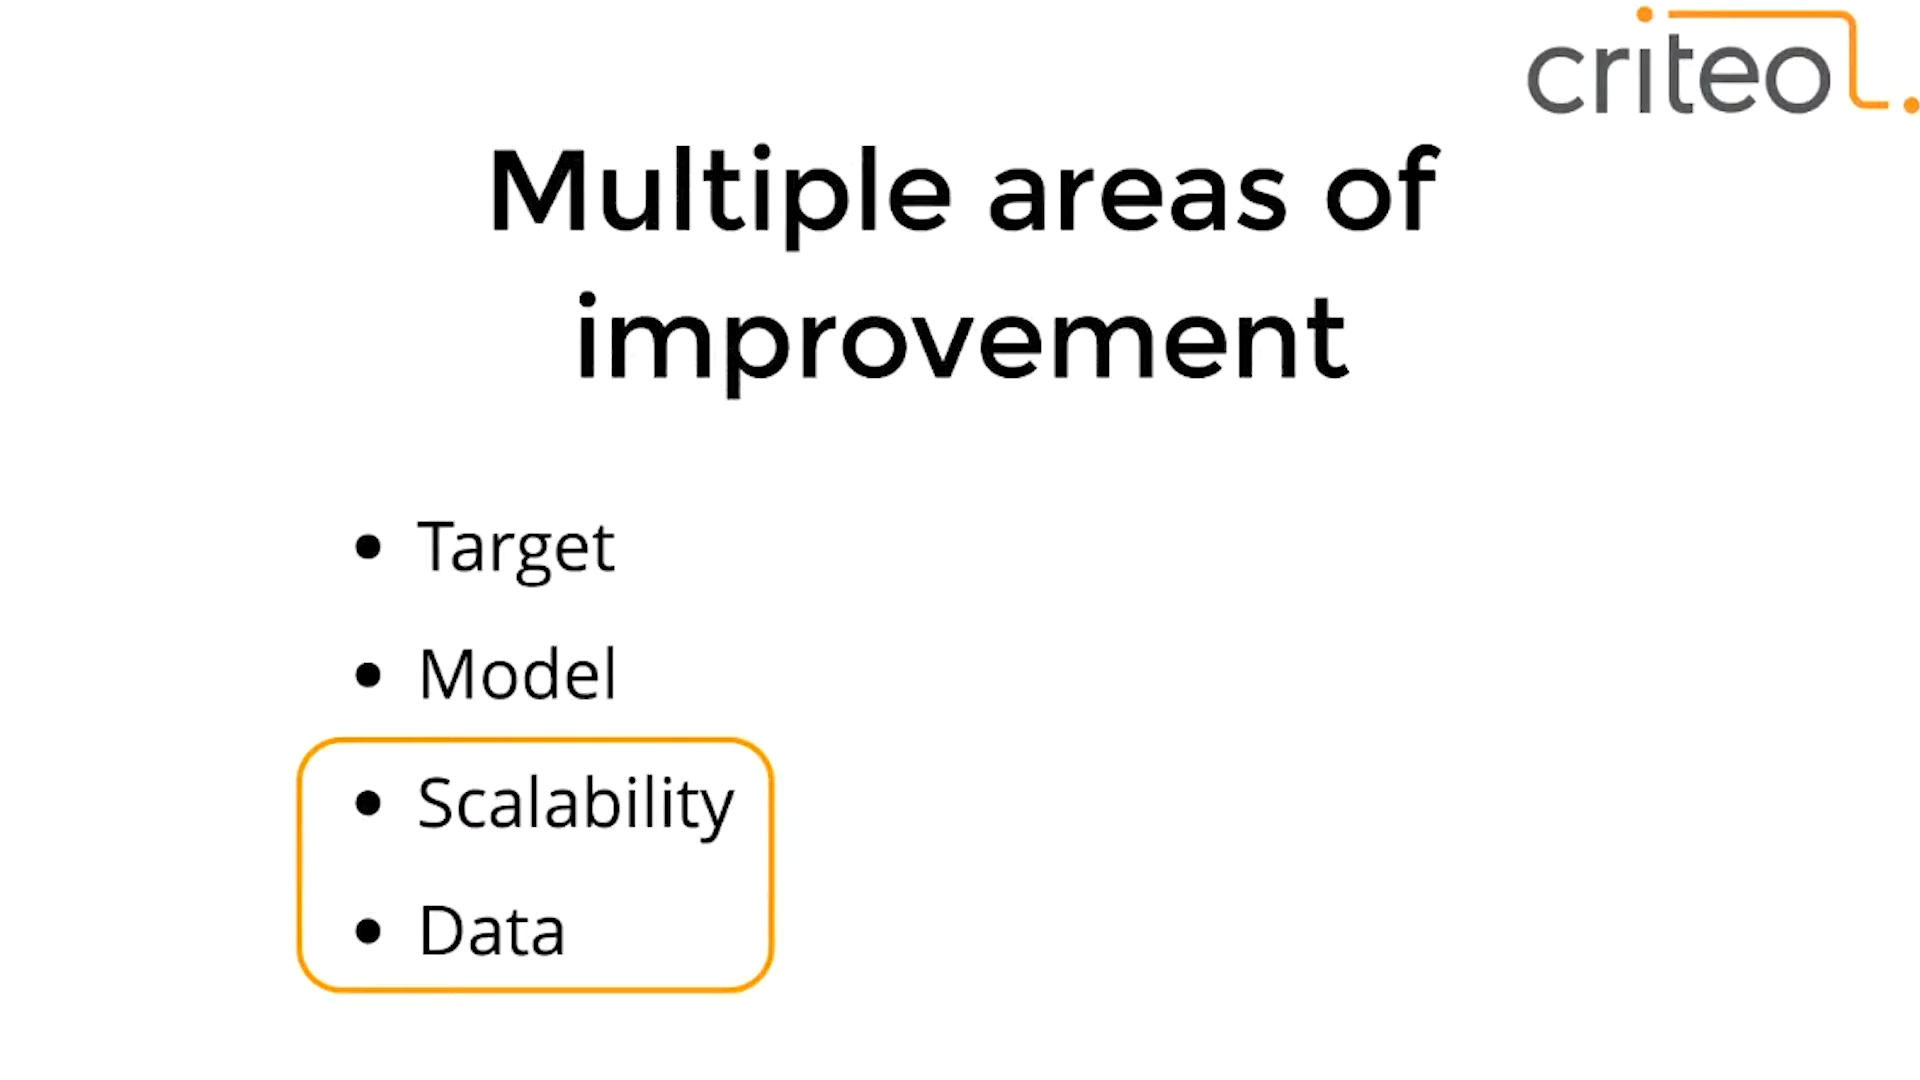 criteo
Multiple areas of
improvement
• Target
• Model
• Scalability
• Data